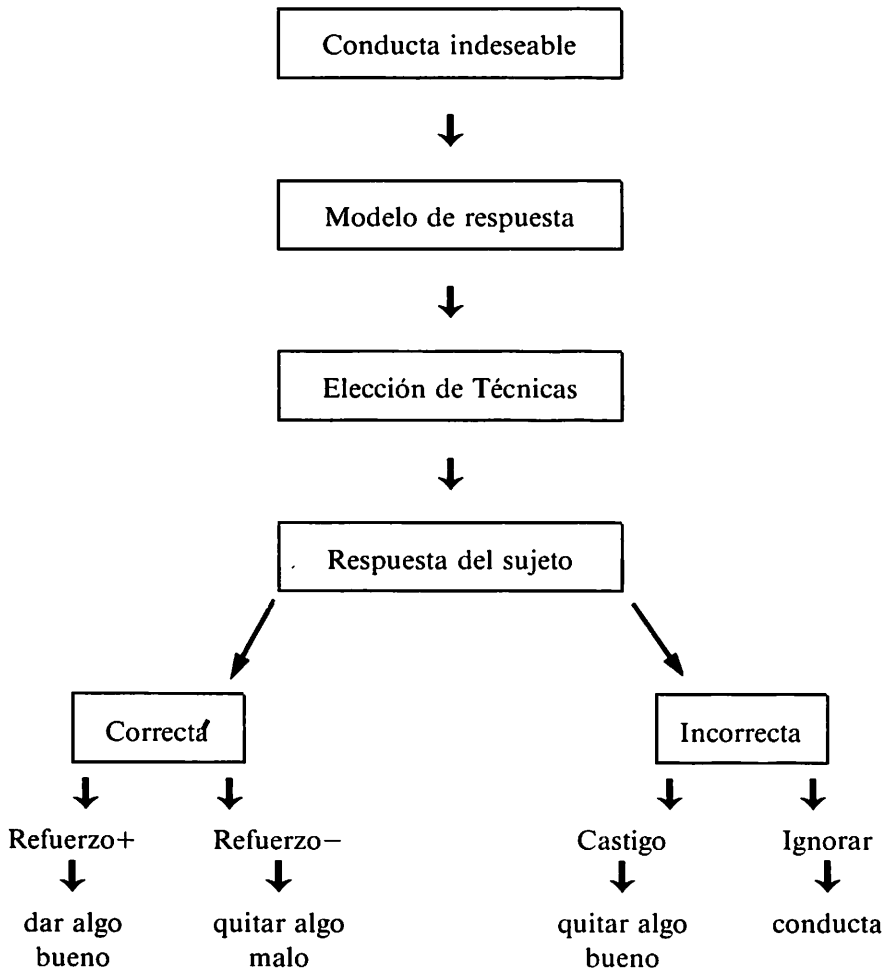 Conducta indeseable
Modelo de respuesta
Elección de Técnicas
Respuesta del sujeto
Correcta
Incorrecta
Refuerzo+
Refuerzo−
Castigo
Ignorar
dar algo
bueno
quitar algo
malo
quitar algo
bueno
conducta